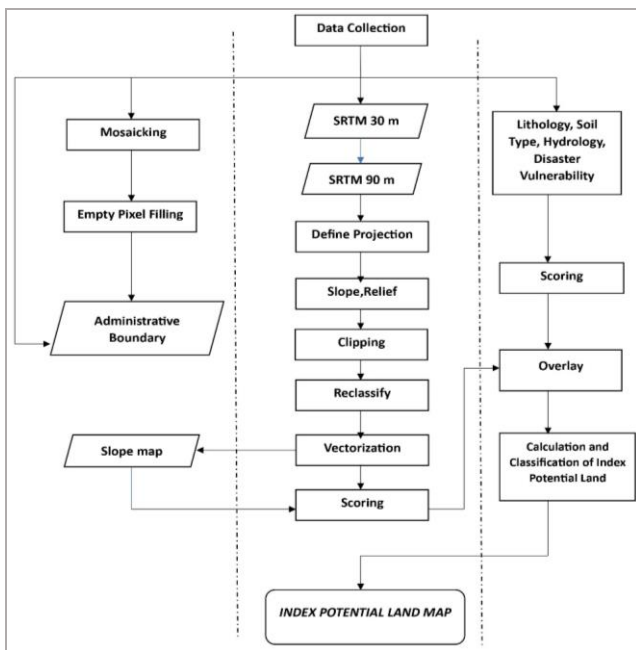 Data Collection
Mosaicking
Empty Pixel Filling
Administrative
Boundary
Slope map
SRTM 30 m
SRTM 90 m
Define Projection
Slope,Relief
Clipping
Reclassify
Vectorization
Scoring
Lithology, Soil
Type, Hydrology,
Disaster
Vulnerability
Scoring
Overlay
Calculation and
Classification of Index
Potential Land
INDEX POTENTIAL LAND MAP